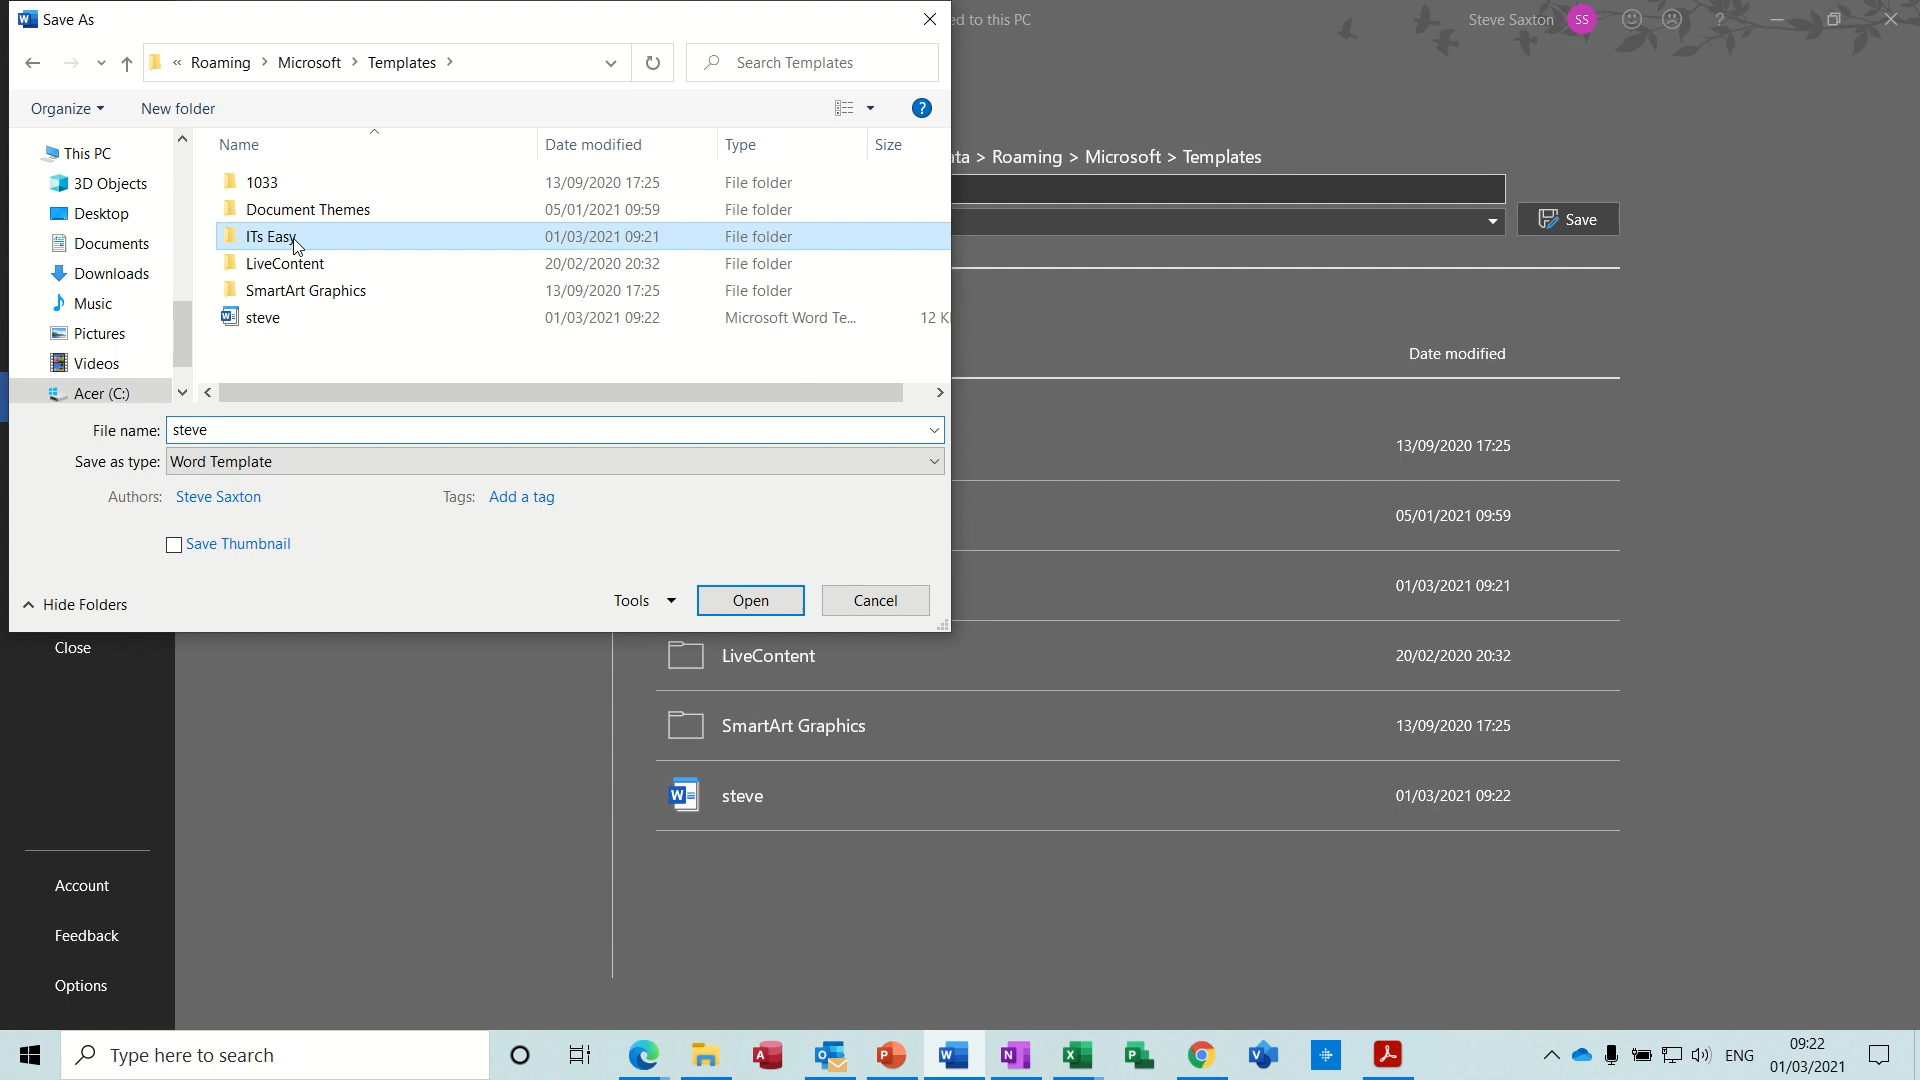 Save As
ed to this PC
Steve Saxton
SS
?
« Roaming > Microsoft > Templates >
Search Templates
Organize
New folder
?
Name
Date modified
Type
Size
This PC
3D Objects
Desktop
Documents
Downloads
Music
Pictures
Videos
Acer (C:)
1033 13/09/2020 17:25 File folder
Document Themes 05/01/2021 09:59 File folder
ITs Easy 01/03/2021 09:21 File folder
LiveContent 20/02/2020 20:32 File folder
SmartArt Graphics 13/09/2020 17:25 File folder
steve 01/03/2021 09:22 Microsoft Word Te... 12 K
File name: steve
Save as type: Word Template
Authors: Steve Saxton
Tags: Add a tag
Save Thumbnail
Hide Folders
Tools
Open
Cancel
ata > Roaming > Microsoft > Templates
Save
Date modified
13/09/2020 17:25
05/01/2021 09:59
01/03/2021 09:21
LiveContent 20/02/2020 20:32
SmartArt Graphics 13/09/2020 17:25
steve 01/03/2021 09:22
Close
Account
Feedback
Options
Type here to search
ENG
09:22
01/03/2021